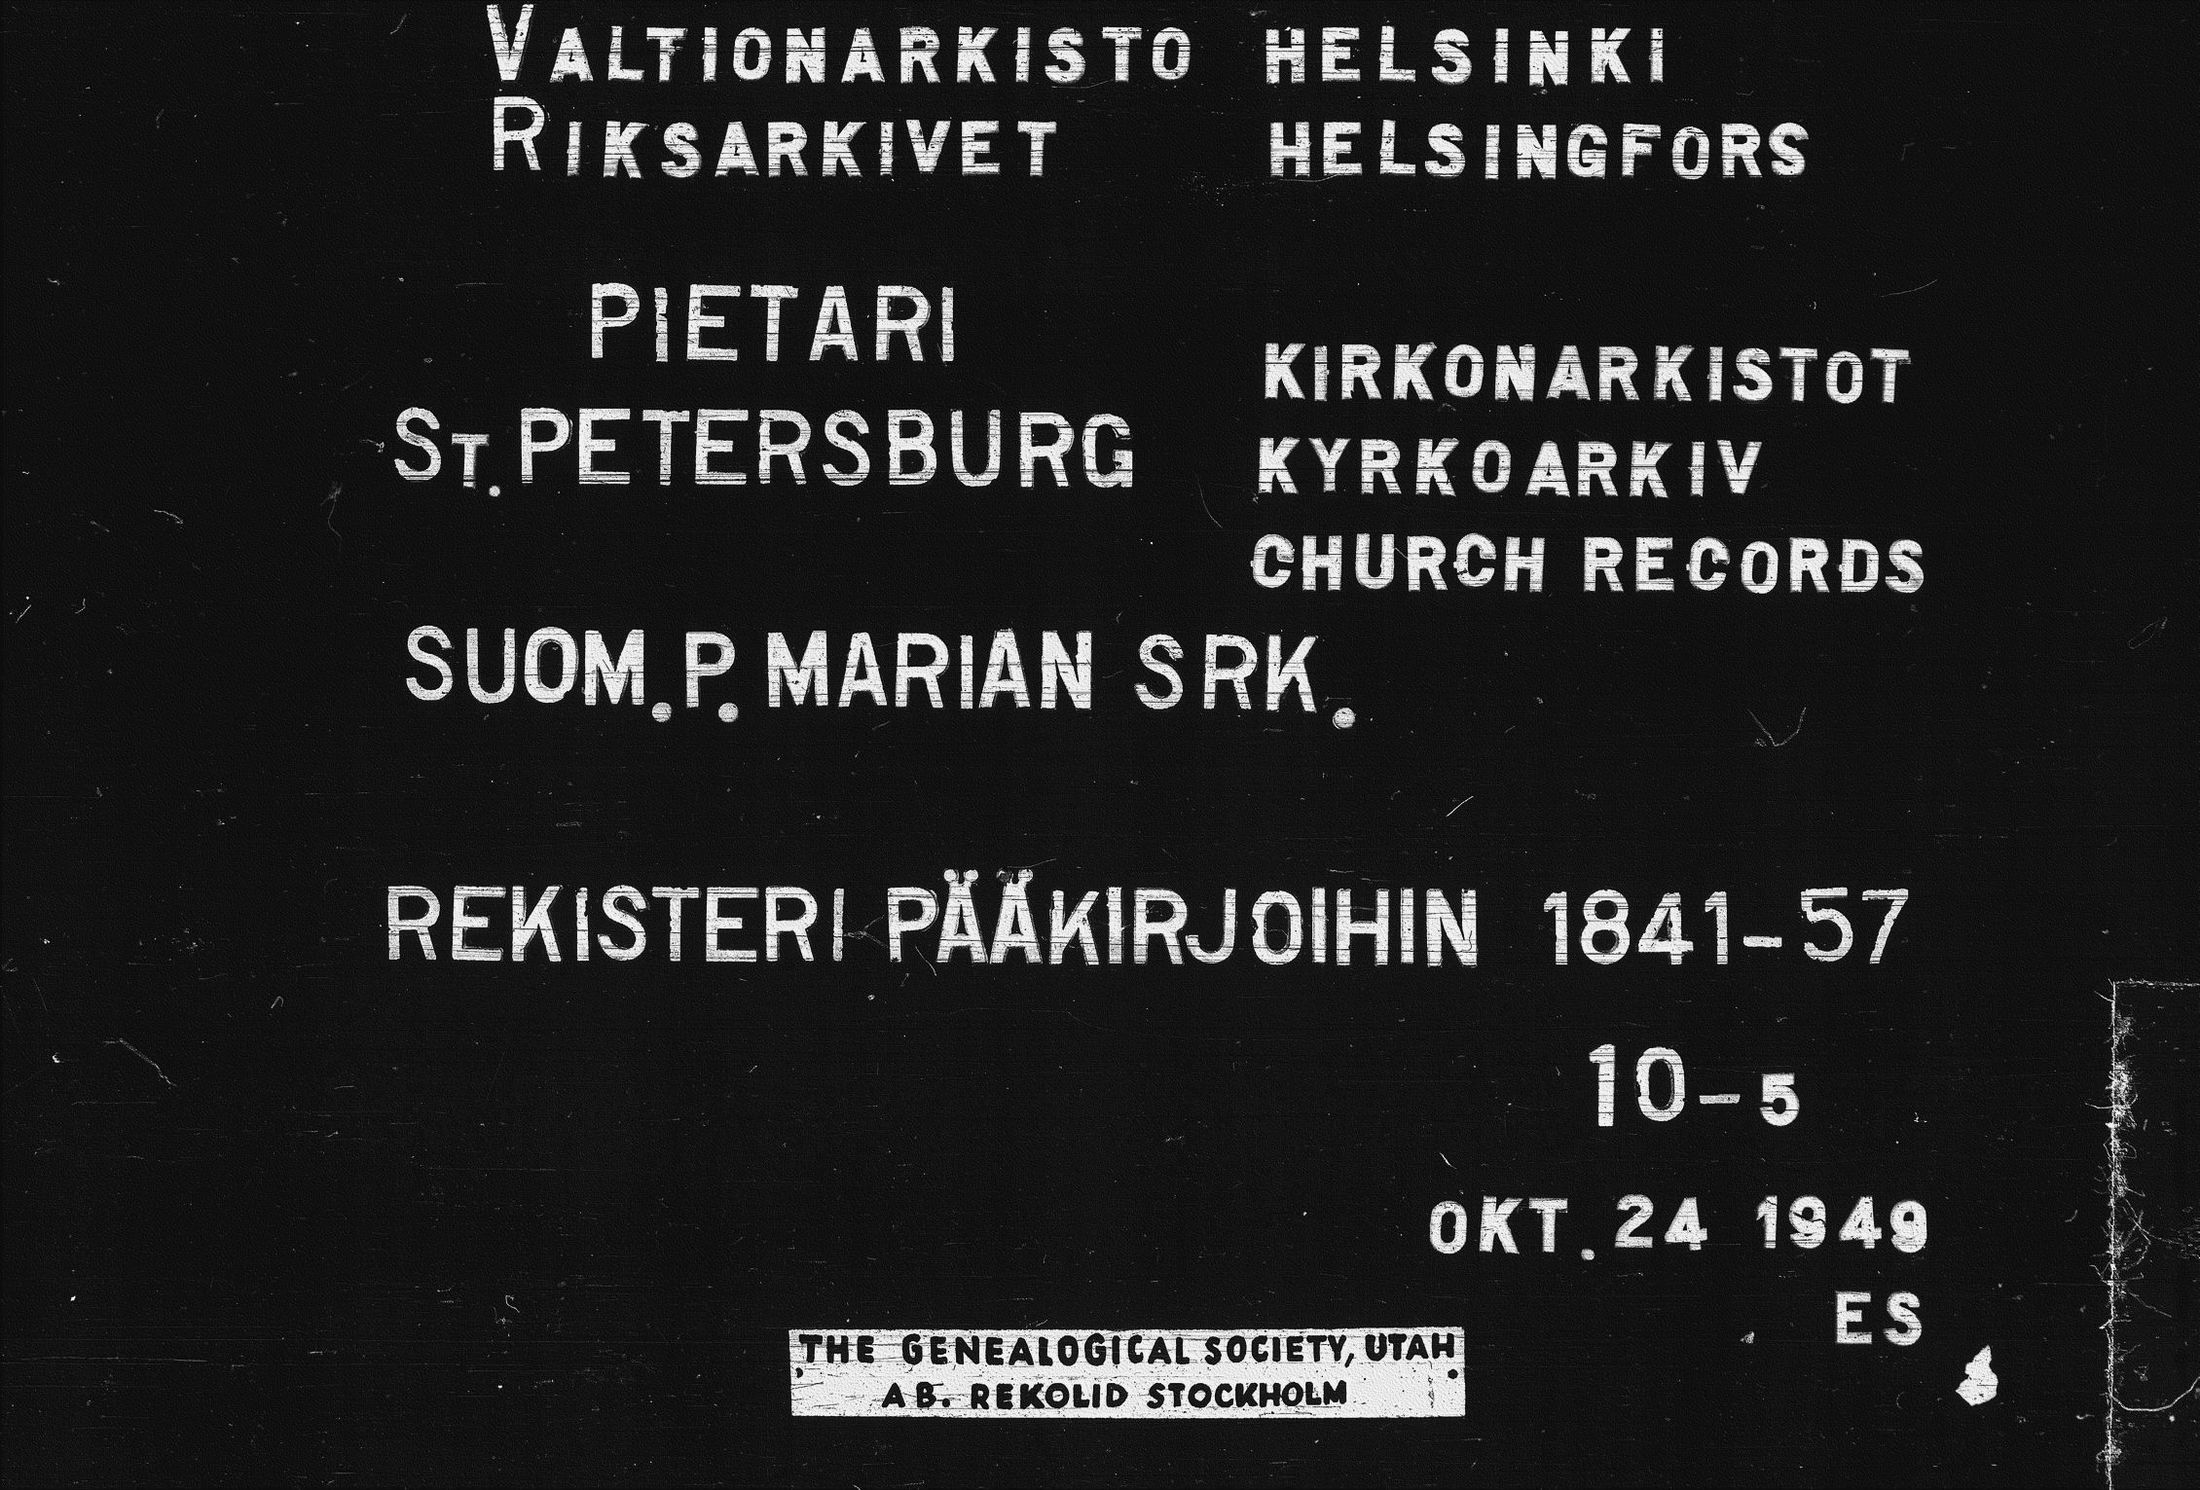 VALTIONARKISTO HELSINKI
RIKSARKIVET HELSINGFORS
PIETARI
ST. PETERSBURG
KIRKONARKISTOT
KYRKOARKIV
CHURCH RECORDS
SUOM. P. MARIAN SRK.
REKISTERI PÄÄKIRJOIHIN 1841-57
10-5
OKT. 24 1949
ES
THE GENEALOGICAL SOCIETY, UTAH
AB. REKOLID STOCKHOLM